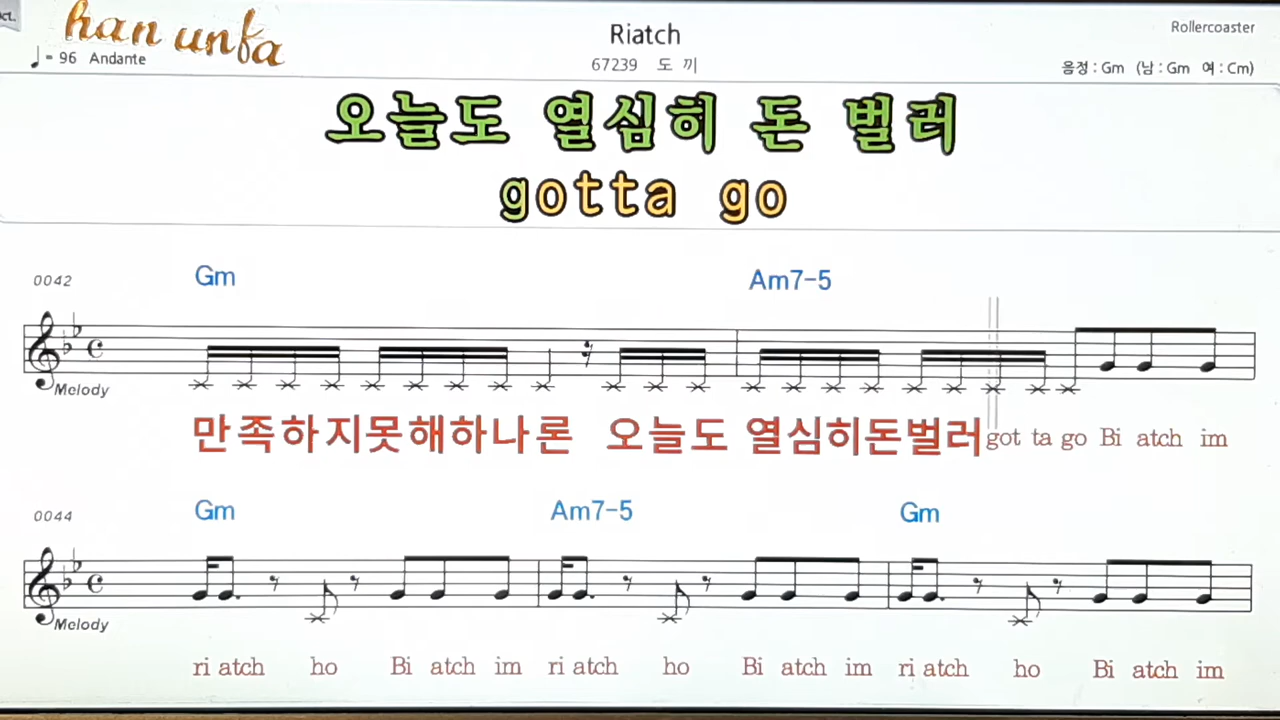 han unfa
Riatch
Rollercoaster
♩= 96 Andante
67239 도 끼
음정 : Gm (남 : Gm 여 : Cm)
오늘도 열심히 돈 벌러
gotta go
0042
Gm Am7-5
Melody
만족하지못해하나론 오늘도 열심히돈벌러got ta go Bi atch im
0044
Gm Am7-5 Gm
Melody
ri atch ho Bi atch im ri atch ho Bi atch im ri atch ho Bi atch im